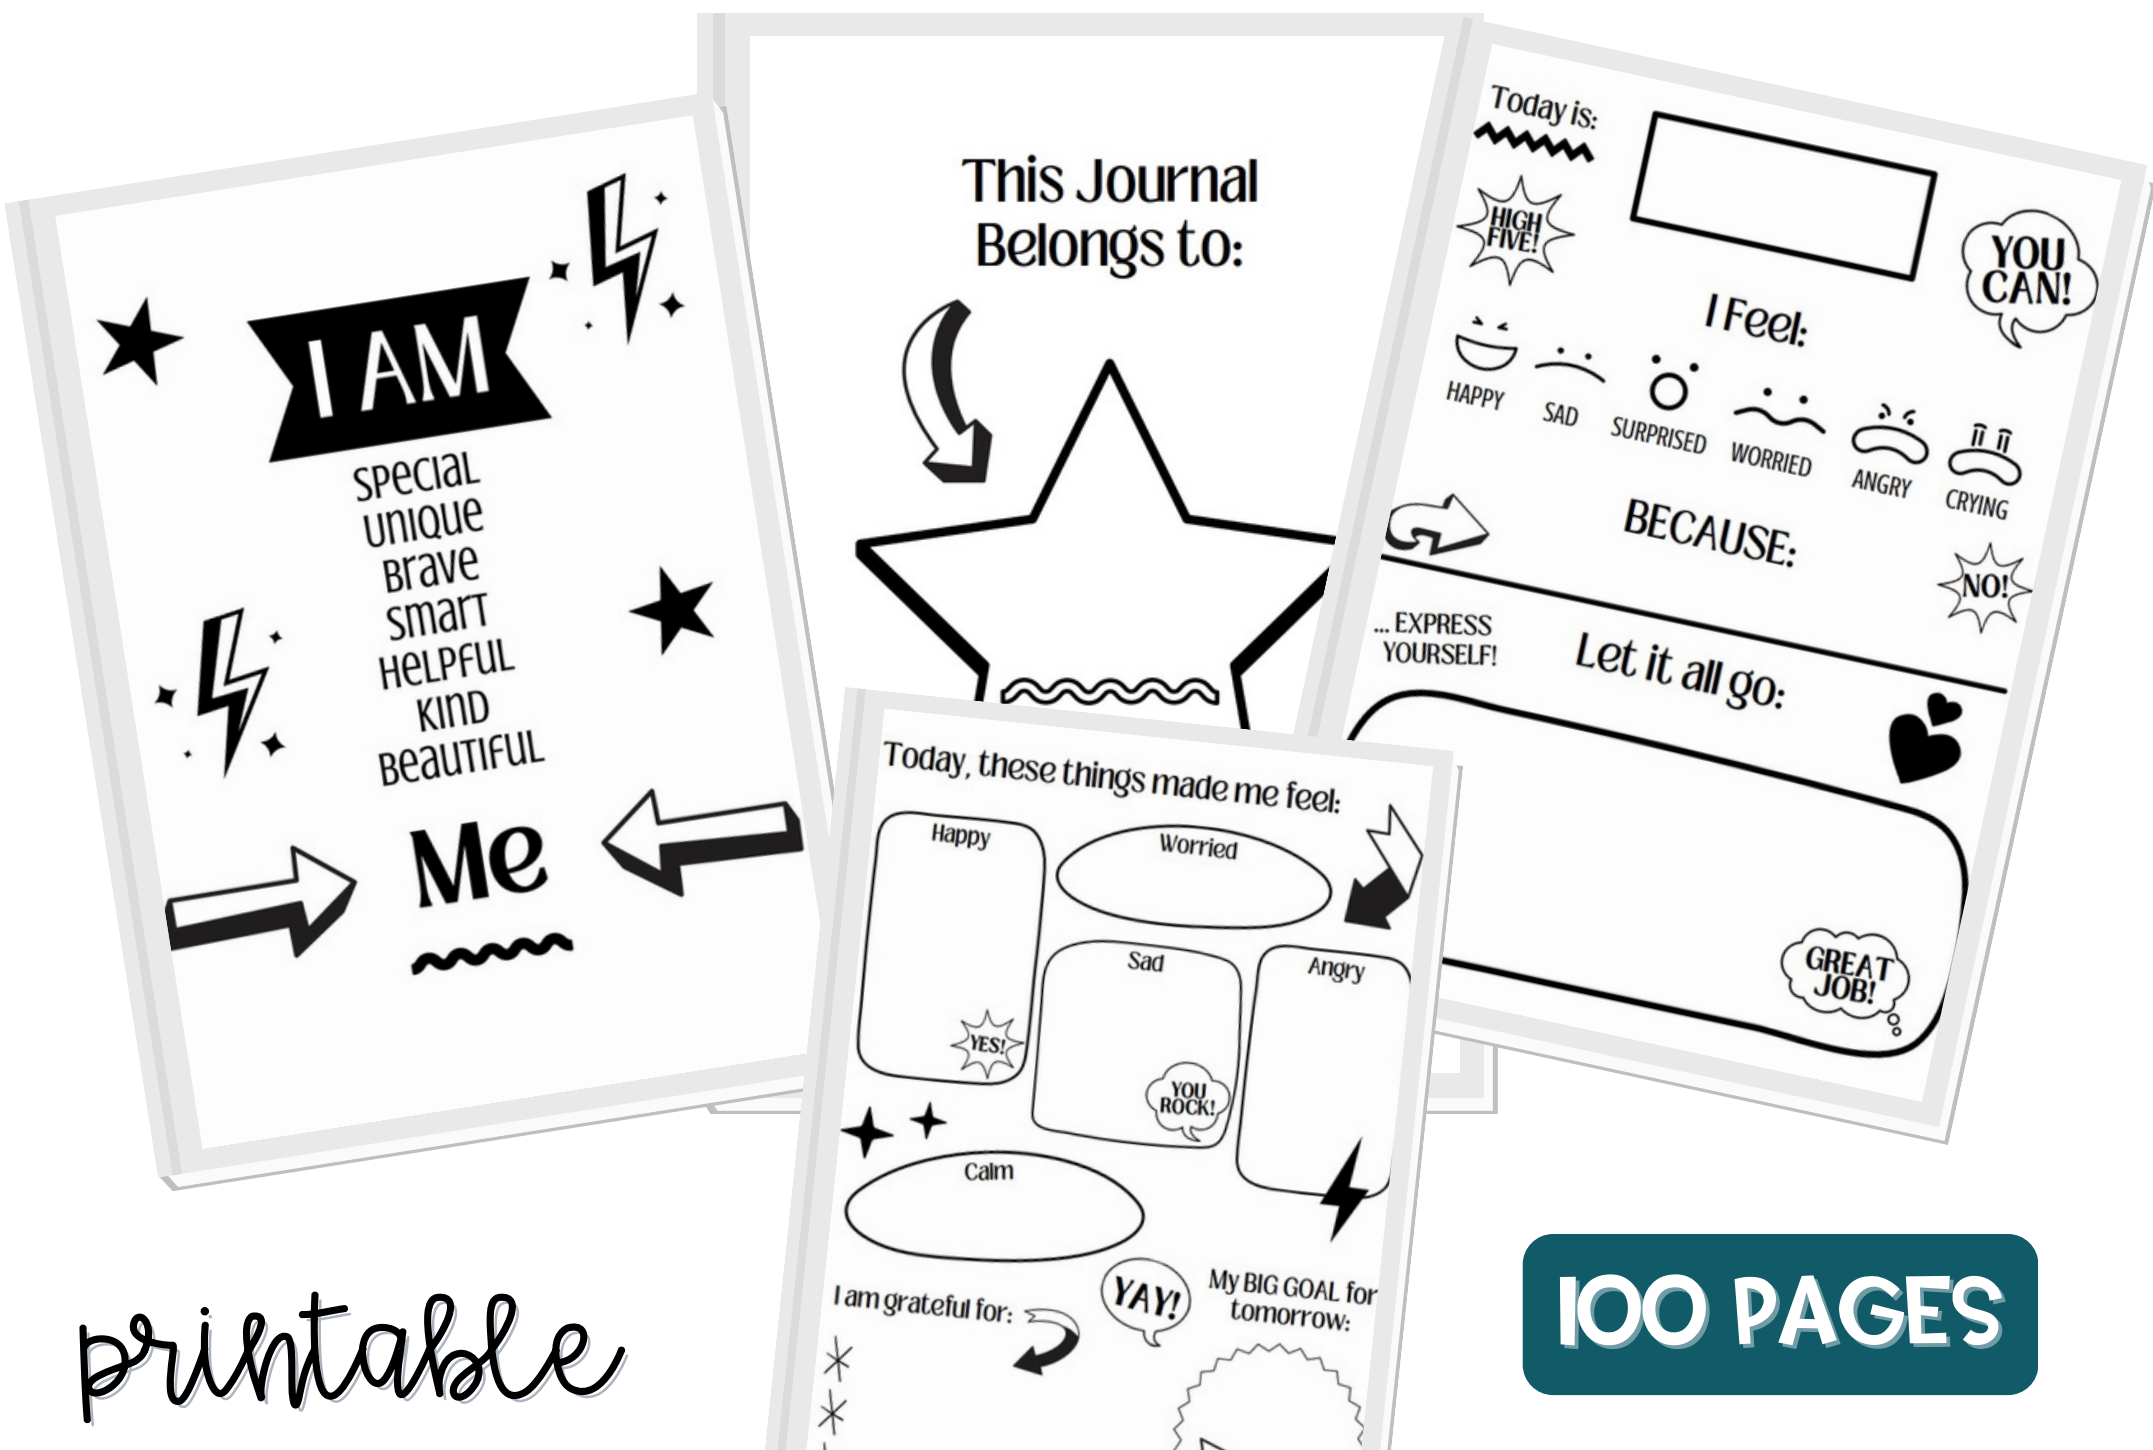 I AM
SPECIAL
UNIQUE
BRAVE
SMART
HELPFUL
KIND
BEAUTIFUL
Me
This Journal
Belongs to:
Today is:
HIGH
FIVE!
YOU
CAN!
I Feel:
HAPPY
SAD
SURPRISED
WORRIED
ANGRY
CRYING
BECAUSE:
NO!
... EXPRESS
YOURSELF!
Let it all go:
GREAT
JOB!
Today, these things made me feel:
Happy
Worried
Sad
Angry
YES!
YOU
ROCK!
Calm
I am grateful for:
YAY!
My BIG GOAL for
tomorrow:
printable
100 PAGES